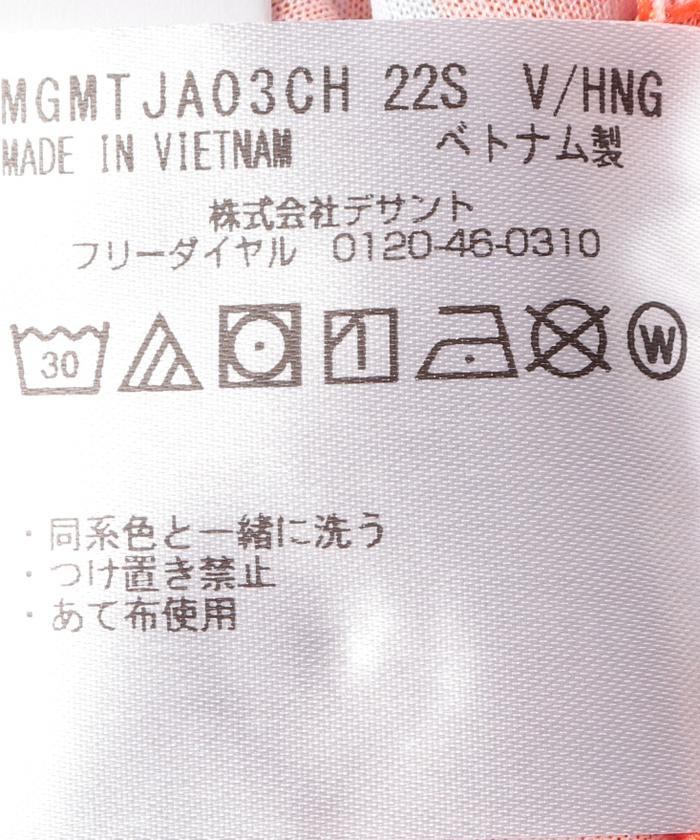 MGMTJA03CH 22S V/HNG
MADE IN VIETNAM ベトナム製
株式会社デサント
フリーダイヤル 0120-46-0310
30 W
・同系色と一緒に洗う
・つけ置き禁止
・あて布使用